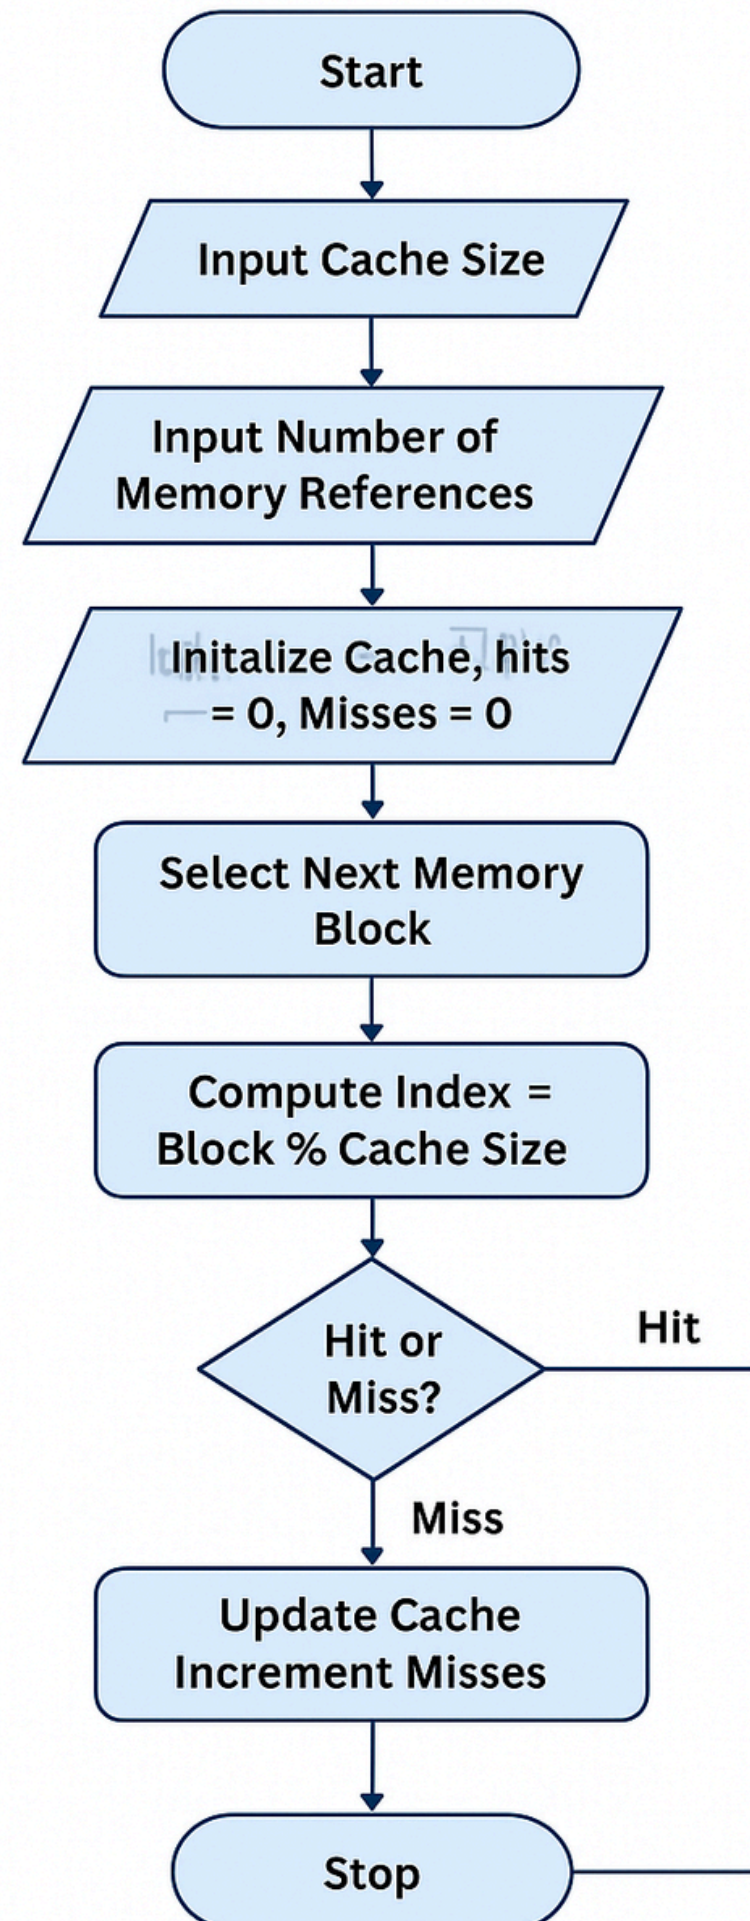 Start
Input Cache Size
Input Number of
Memory References
Initalize Cache, hits
= 0, Misses = 0
Select Next Memory
Block
Compute Index =
Block % Cache Size
Hit or
Miss?
Hit
Miss
Update Cache
Increment Misses
Stop